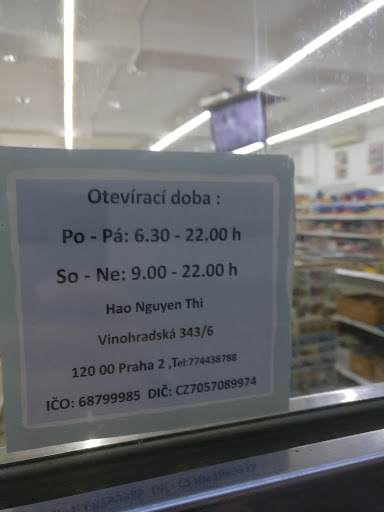 Otevírací doba :
Po - Pá: 6.30 - 22.00 h
So - Ne: 9.00 - 22.00 h
Hao Nguyen Thi
Vinohradská 343/6
120 00 Praha 2 ,Tel:774438788
IČO: 68799985 DIČ: CZ7057089974